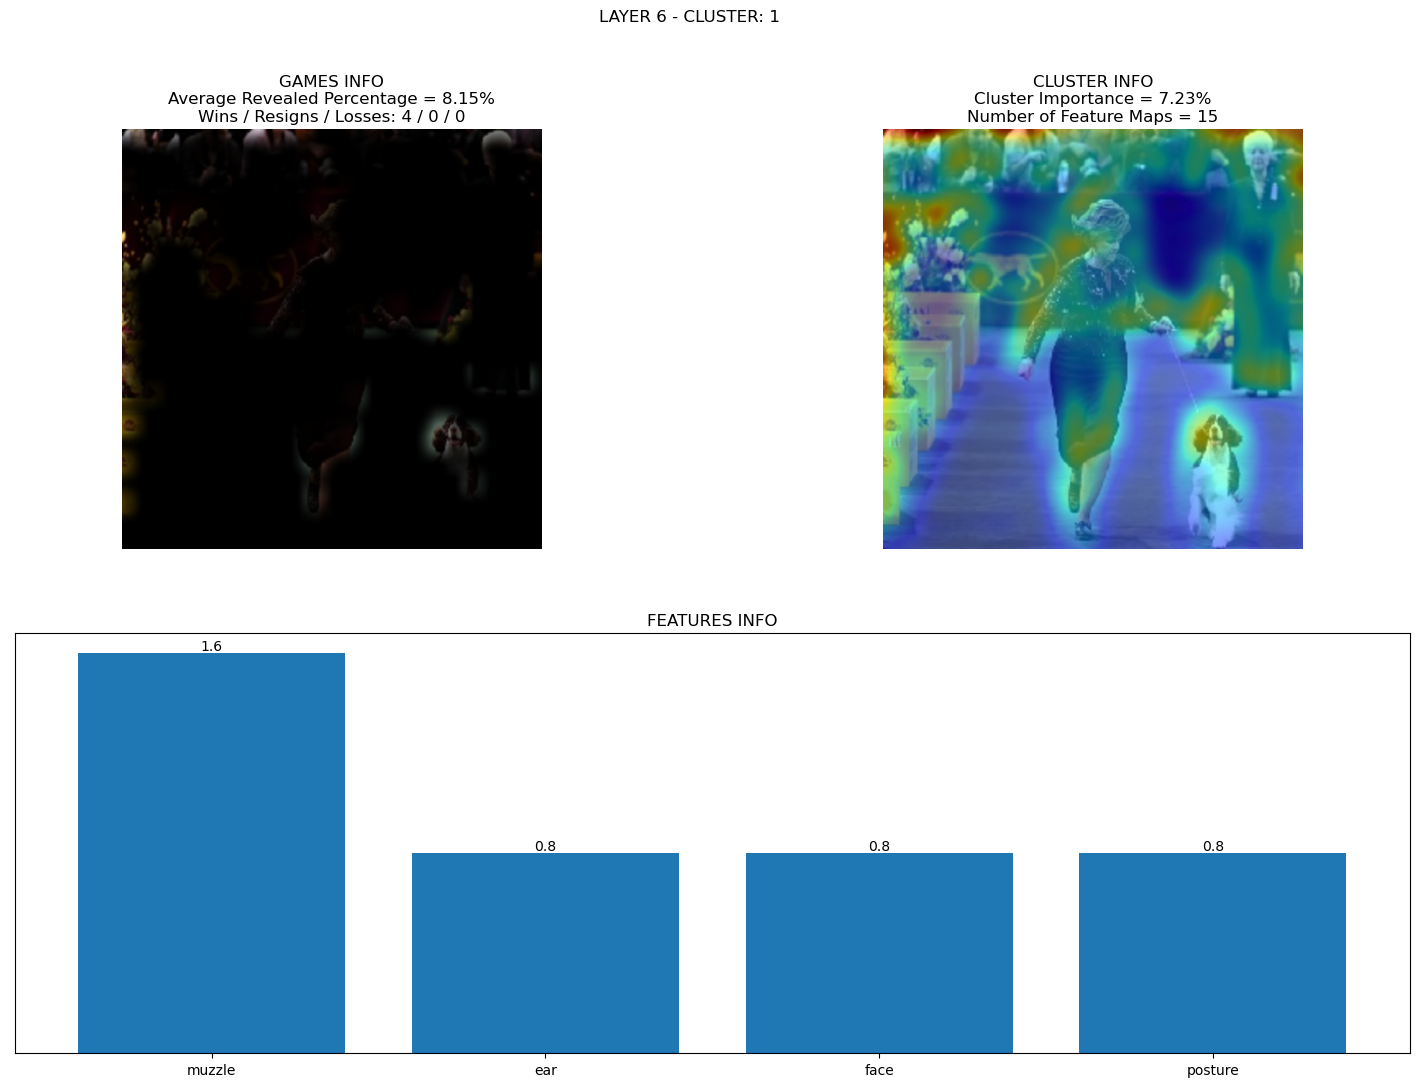 LAYER 6 - CLUSTER: 1
GAMES INFO
Average Revealed Percentage = 8.15%
Wins / Resigns / Losses: 4 / 0 / 0
CLUSTER INFO
Cluster Importance = 7.23%
Number of Feature Maps = 15
FEATURES INFO
1.6
0.8
0.8
0.8
muzzle
ear
face
posture